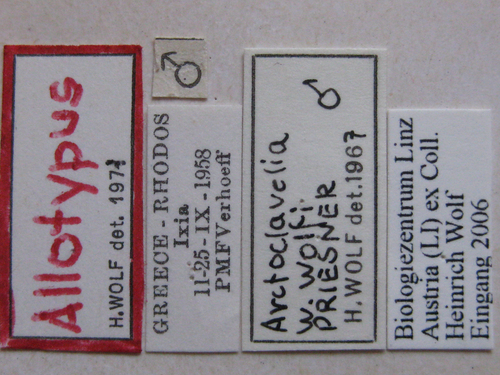 Allotypus
H. WOLF det. 1971
♂
GREECE - RHODOS
Ixia
11-25 - IX - 1958
PMFVerhoeff
Arctoclavelia
W. wolfi ♂
PRIESNER
H. WOLF det. 1967
Biologiezentrum Linz
Austria (LI) ex Coll.
Heinrich Wolf
Eingang 2006